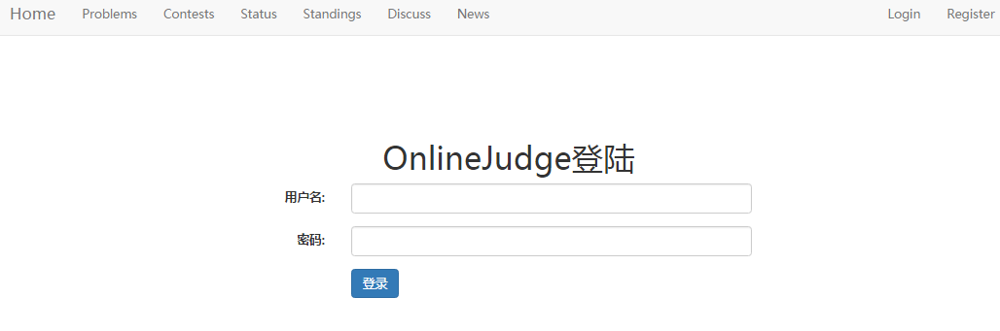 Home Problems Contests Status Standings Discuss News Login Register
OnlineJudge登陆
用户名:
密码:
登录